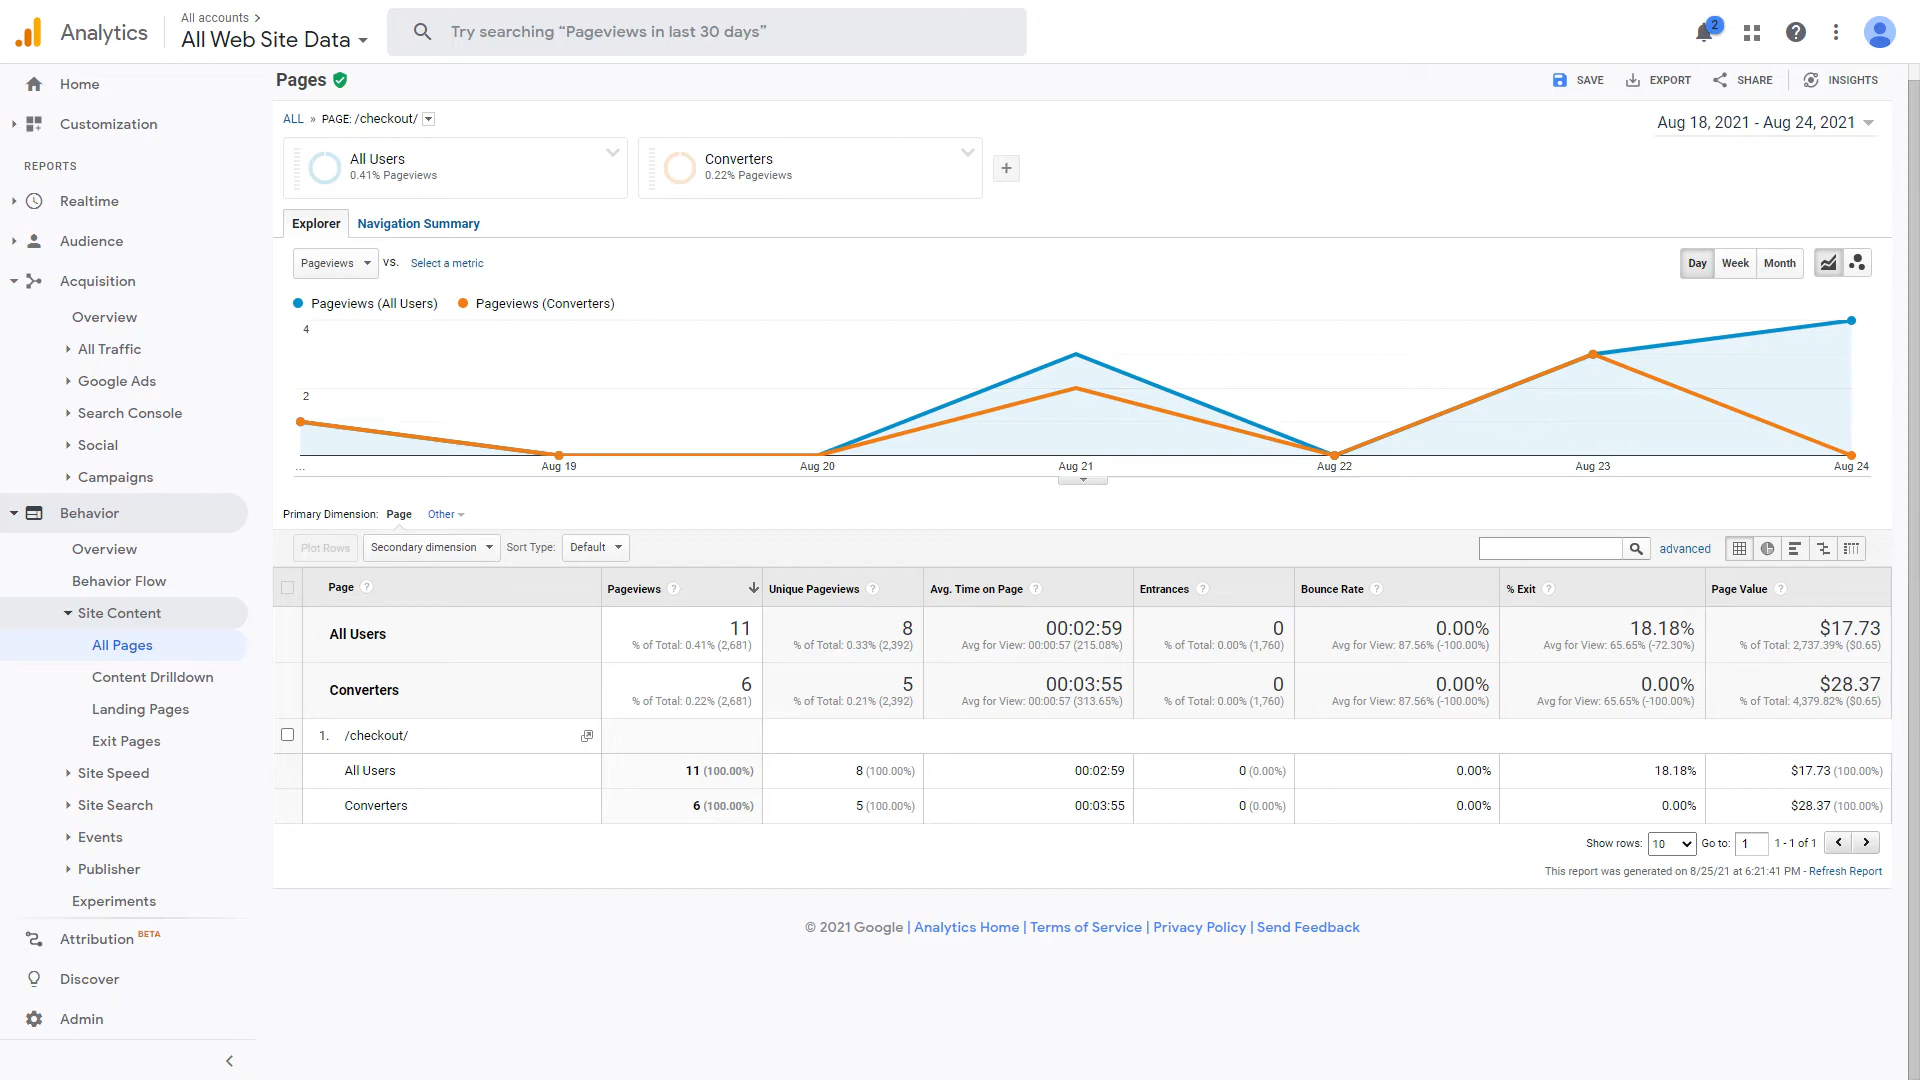 Analytics
All accounts
All Web Site Data
Try searching “Pageviews in last 30 days”
2
Home
Customization
REPORTS
Realtime
Audience
Acquisition
Overview
All Traffic
Google Ads
Search Console
Social
Campaigns
Behavior
Overview
Behavior Flow
Site Content
All Pages
Content Drilldown
Landing Pages
Exit Pages
Site Speed
Site Search
Events
Publisher
Experiments
Attribution BETA
Discover
Admin
Pages
SAVE EXPORT SHARE INSIGHTS
ALL » PAGE: /checkout/
Aug 18, 2021 - Aug 24, 2021
All Users
0.41% Pageviews
Converters
0.22% Pageviews
+
Explorer Navigation Summary
Pageviews vs. Select a metric
Day Week Month
Pageviews (All Users) Pageviews (Converters)
4
2
... Aug 19 Aug 20 Aug 21 Aug 22 Aug 23 Aug 24
Primary Dimension: Page Other
Plot Rows Secondary dimension Sort Type: Default
advanced
Page ? Pageviews ? Unique Pageviews ? Avg. Time on Page ? Entrances ? Bounce Rate ? % Exit ? Page Value ?
All Users 11 8 00:02:59 0 0.00% 18.18% $17.73
% of Total: 0.41% (2,681) % of Total: 0.33% (2,392) Avg for View: 00:00:57 (215.08%) % of Total: 0.00% (1,760) Avg for View: 87.56% (-100.00%) Avg for View: 65.65% (-72.30%) % of Total: 2,737.39% ($0.65)
Converters 6 5 00:03:55 0 0.00% 0.00% $28.37
% of Total: 0.22% (2,681) % of Total: 0.21% (2,392) Avg for View: 00:00:57 (313.65%) % of Total: 0.00% (1,760) Avg for View: 87.56% (-100.00%) Avg for View: 65.65% (-100.00%) % of Total: 4,379.82% ($0.65)
1. /checkout/
All Users 11 (100.00%) 8 (100.00%) 00:02:59 0 (0.00%) 0.00% 18.18% $17.73 (100.00%)
Converters 6 (100.00%) 5 (100.00%) 00:03:55 0 (0.00%) 0.00% 0.00% $28.37 (100.00%)
Show rows: 10 Go to: 1 1 - 1 of 1
This report was generated on 8/25/21 at 6:21:41 PM - Refresh Report
© 2021 Google | Analytics Home | Terms of Service | Privacy Policy | Send Feedback